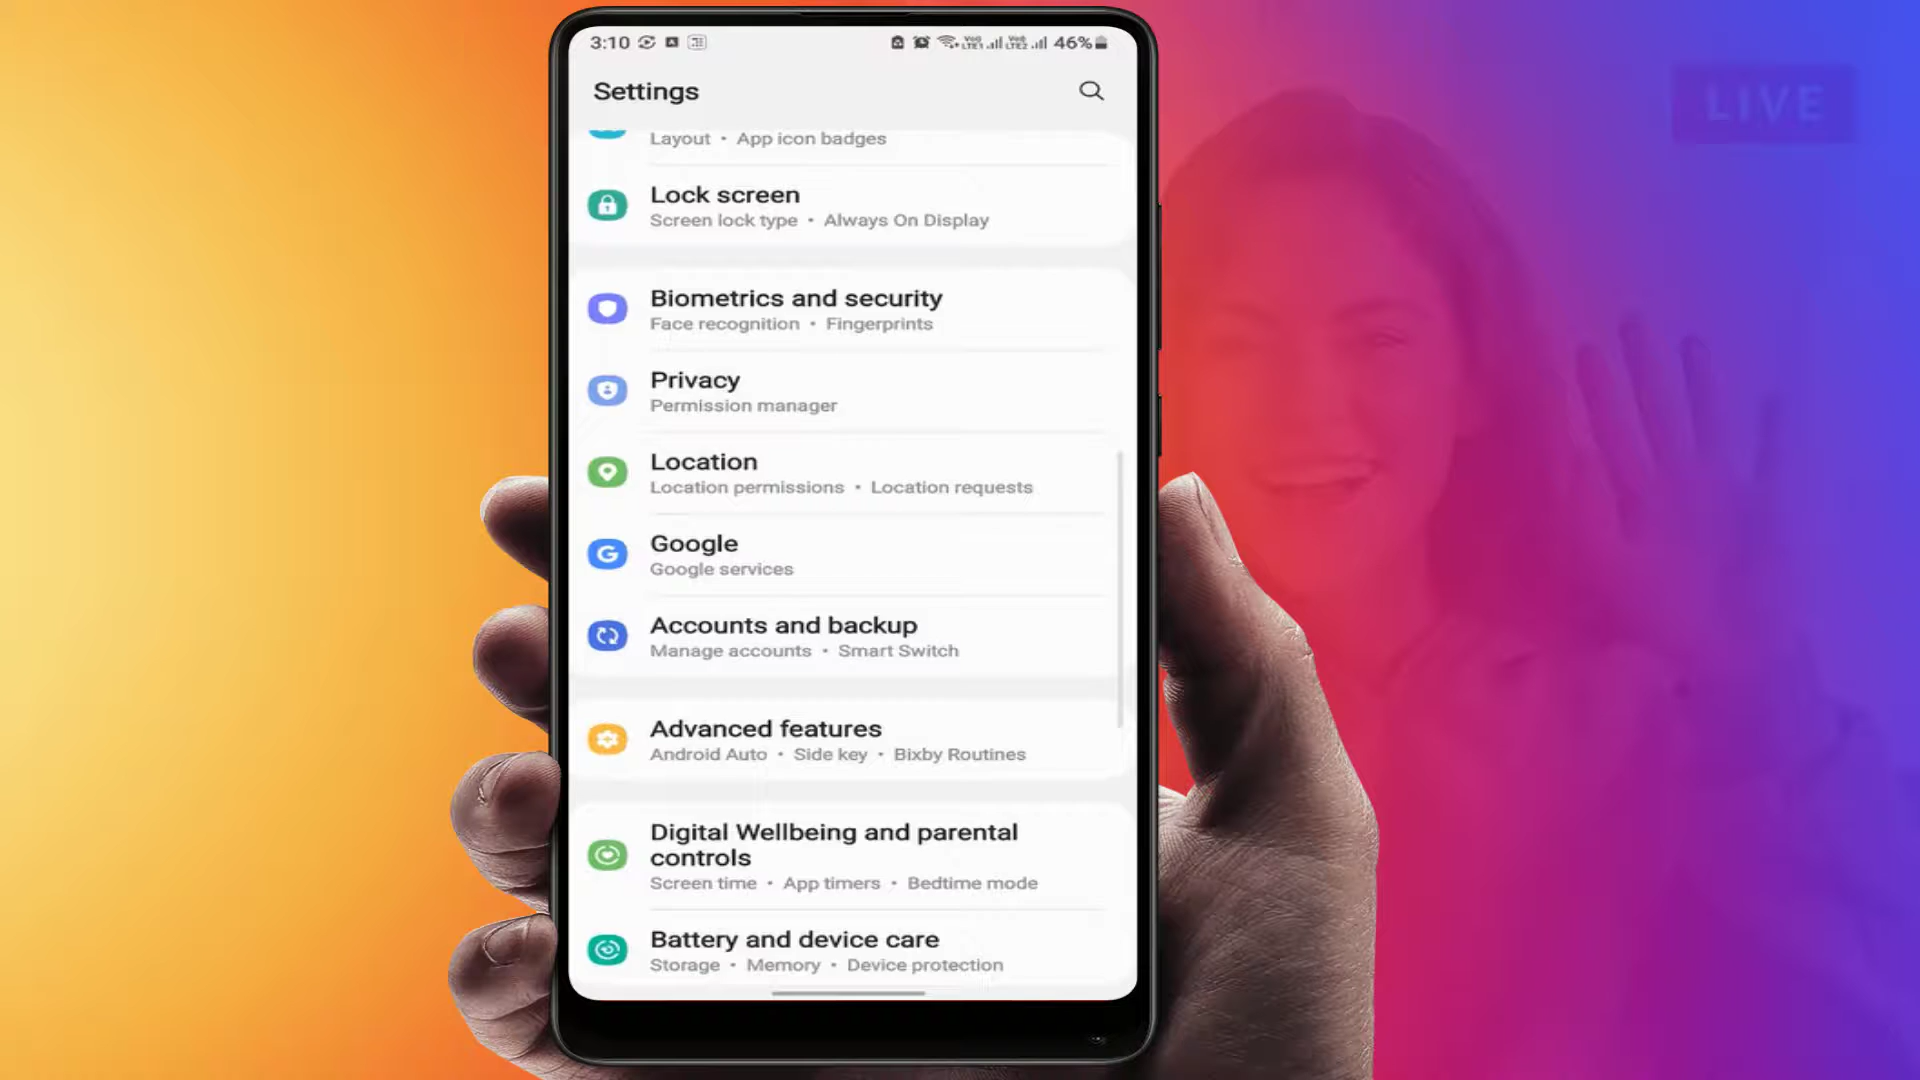 3:10 46%
Settings
Layout • App icon badges
Lock screen
Screen lock type • Always On Display
Biometrics and security
Face recognition • Fingerprints
Privacy
Permission manager
Location
Location permissions • Location requests
Google
Google services
Accounts and backup
Manage accounts • Smart Switch
Advanced features
Android Auto • Side key • Bixby Routines
Digital Wellbeing and parental
controls
Screen time • App timers • Bedtime mode
Battery and device care
Storage • Memory • Device protection
LIVE